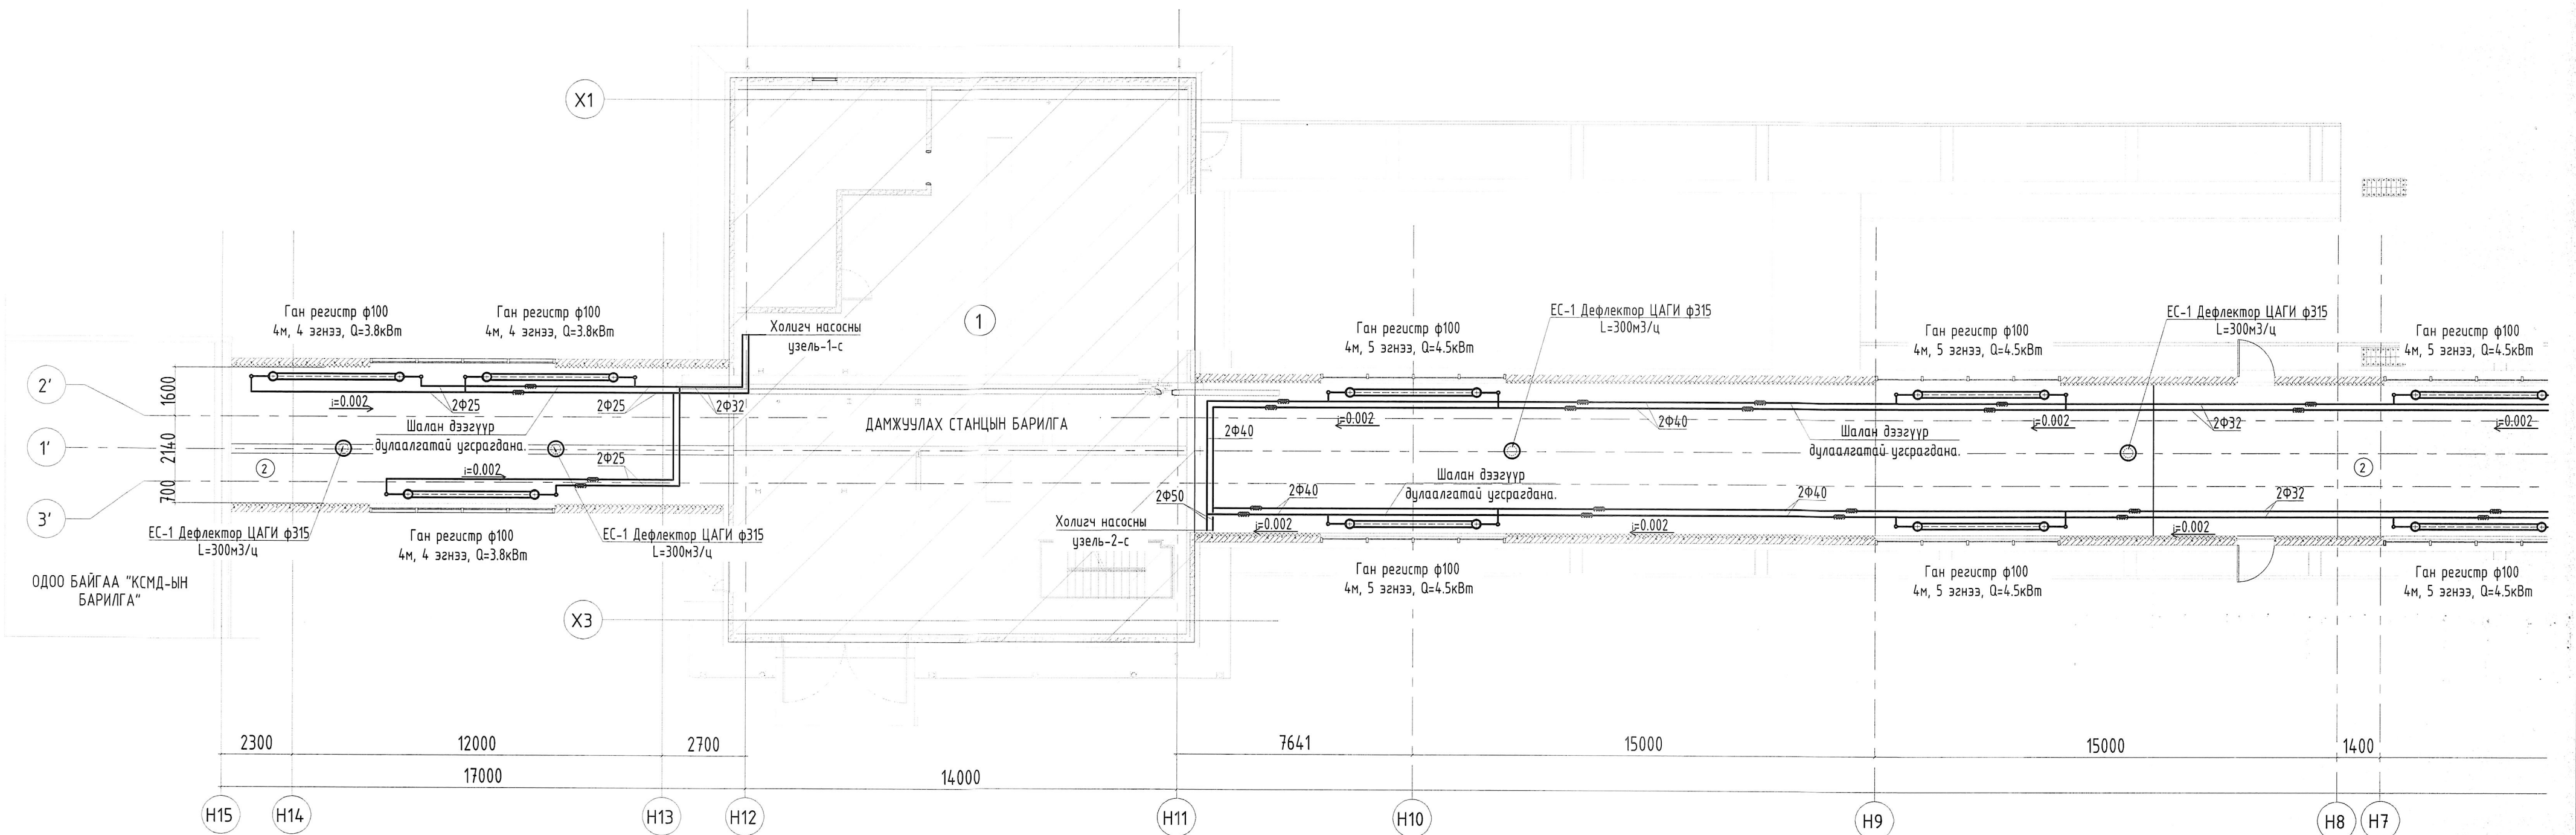 X1
Ган регистр ф100
4м, 4 эгнээ, Q=3.8кВт
Ган регистр ф100
4м, 4 эгнээ, Q=3.8кВт
Холигч насосны
узель-1-с
1
Ган регистр ф100
4м, 5 эгнээ, Q=4.5кВт
ЕС-1 Дефлектор ЦАГИ ф315
L=300м3/ц
Ган регистр ф100
4м, 5 эгнээ, Q=4.5кВт
ЕС-1 Дефлектор ЦАГИ ф315
L=300м3/ц
Ган регистр ф100
4м, 5 эгнээ, Q=4.5кВт
2'
1600
i=0.002
2Ф25
2Ф25
2Ф32
Шалан дээгүүр
дулаалгатай угсрагдана.
ДАМЖУУЛАХ СТАНЦЫН БАРИЛГА
2Ф40
i=0.002
2Ф40
Шалан дээгүүр
дулаалгатай угсрагдана.
i=0.002
2Ф32
i=0.002
1'
2140
2
2Ф25
i=0.002
2
700
3'
Шалан дээгүүр
дулаалгатай угсрагдана.
2Ф50
2Ф40
2Ф40
2Ф32
Холигч насосны
узель-2-с
i=0.002
i=0.002
i=0.002
ЕС-1 Дефлектор ЦАГИ ф315
L=300м3/ц
Ган регистр ф100
4м, 4 эгнээ, Q=3.8кВт
ЕС-1 Дефлектор ЦАГИ ф315
L=300м3/ц
ОДОО БАЙГАА "КСМД-ЫН
БАРИЛГА"
Ган регистр ф100
4м, 5 эгнээ, Q=4.5кВт
Ган регистр ф100
4м, 5 эгнээ, Q=4.5кВт
Ган регистр ф100
4м, 5 эгнээ, Q=4.5кВт
X3
2300
12000
2700
7641
15000
15000
1400
17000
14000
H15
H14
H13
H12
H11
H10
H9
H8
H7